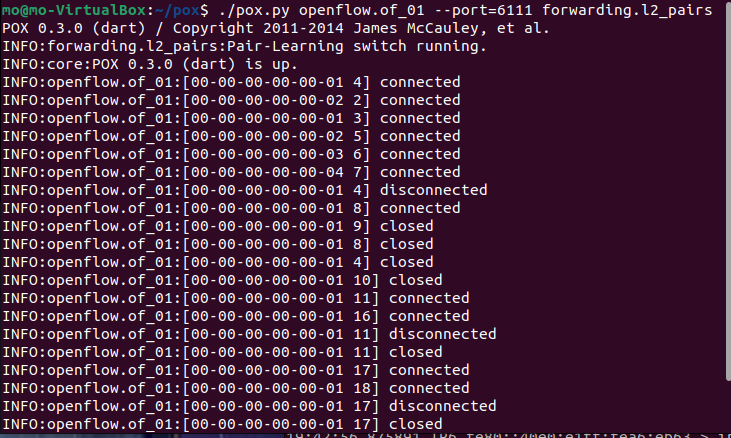 mo@mo-VirtualBox:~/pox$ ./pox.py openflow.of_01 --port=6111 forwarding.l2_pairs
POX 0.3.0 (dart) / Copyright 2011-2014 James McCauley, et al.
INFO:forwarding.l2_pairs:Pair-Learning switch running.
INFO:core:POX 0.3.0 (dart) is up.
INFO:openflow.of_01:[00-00-00-00-00-01 4] connected
INFO:openflow.of_01:[00-00-00-00-00-02 2] connected
INFO:openflow.of_01:[00-00-00-00-00-01 3] connected
INFO:openflow.of_01:[00-00-00-00-00-02 5] connected
INFO:openflow.of_01:[00-00-00-00-00-03 6] connected
INFO:openflow.of_01:[00-00-00-00-00-04 7] connected
INFO:openflow.of_01:[00-00-00-00-00-01 4] disconnected
INFO:openflow.of_01:[00-00-00-00-00-01 8] connected
INFO:openflow.of_01:[00-00-00-00-00-01 9] closed
INFO:openflow.of_01:[00-00-00-00-00-01 8] closed
INFO:openflow.of_01:[00-00-00-00-00-01 4] closed
INFO:openflow.of_01:[00-00-00-00-00-01 10] closed
INFO:openflow.of_01:[00-00-00-00-00-01 11] connected
INFO:openflow.of_01:[00-00-00-00-00-01 16] connected
INFO:openflow.of_01:[00-00-00-00-00-01 11] disconnected
INFO:openflow.of_01:[00-00-00-00-00-01 11] closed
INFO:openflow.of_01:[00-00-00-00-00-01 17] connected
INFO:openflow.of_01:[00-00-00-00-00-01 18] connected
INFO:openflow.of_01:[00-00-00-00-00-01 17] disconnected
INFO:openflow.of_01:[00-00-00-00-00-01 17] closed